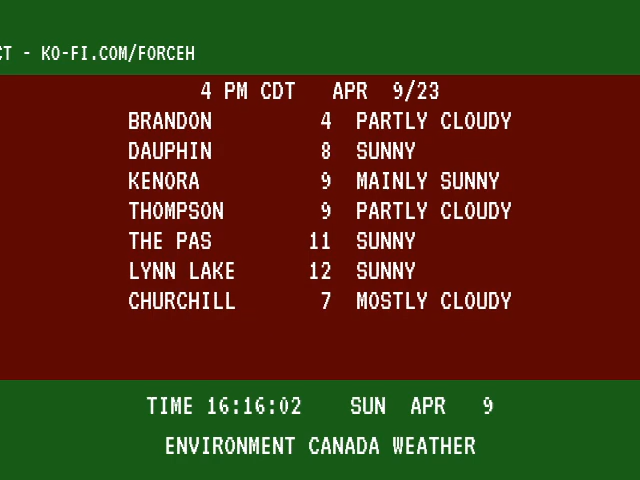 CT - KO-FI.COM/FORCEH
4 PM CDT   APR  9/23
BRANDON         4  PARTLY CLOUDY
DAUPHIN         8  SUNNY
KENORA          9  MAINLY SUNNY
THOMPSON        9  PARTLY CLOUDY
THE PAS        11  SUNNY
LYNN LAKE      12  SUNNY
CHURCHILL       7  MOSTLY CLOUDY
TIME 16:16:02    SUN  APR   9
ENVIRONMENT CANADA WEATHER